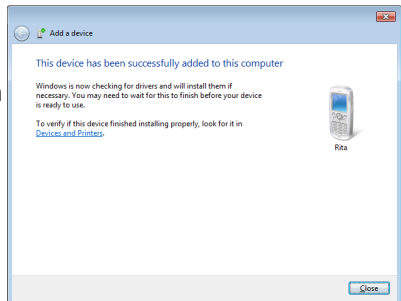 Add a device
This device has been successfully added to this computer
Windows is now checking for drivers and will install them if
necessary. You may need to wait for this to finish before your device
is ready to use.
To verify if this device finished installing properly, look for it in
Devices and Printers.
Rita
Close